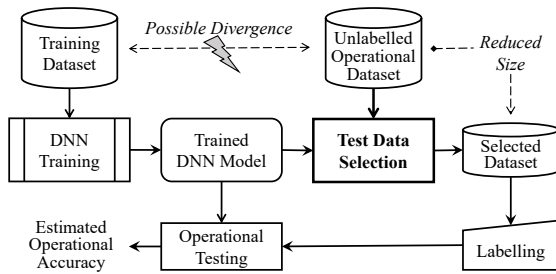 Training
Dataset
Possible Divergence
Unlabelled
Operational
Dataset
Reduced
Size
DNN
Training
Trained
DNN Model
Test Data
Selection
Selected
Dataset
Estimated
Operational
Accuracy
Operational
Testing
Labelling